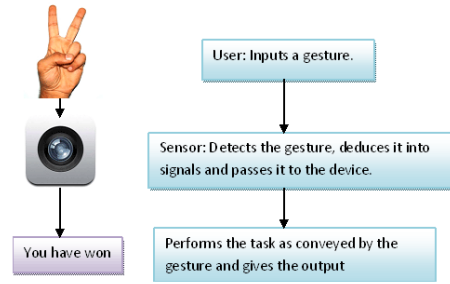 User: Inputs a gesture.
Sensor: Detects the gesture, deduces it into
signals and passes it to the device.
You have won
Performs the task as conveyed by the
gesture and gives the output